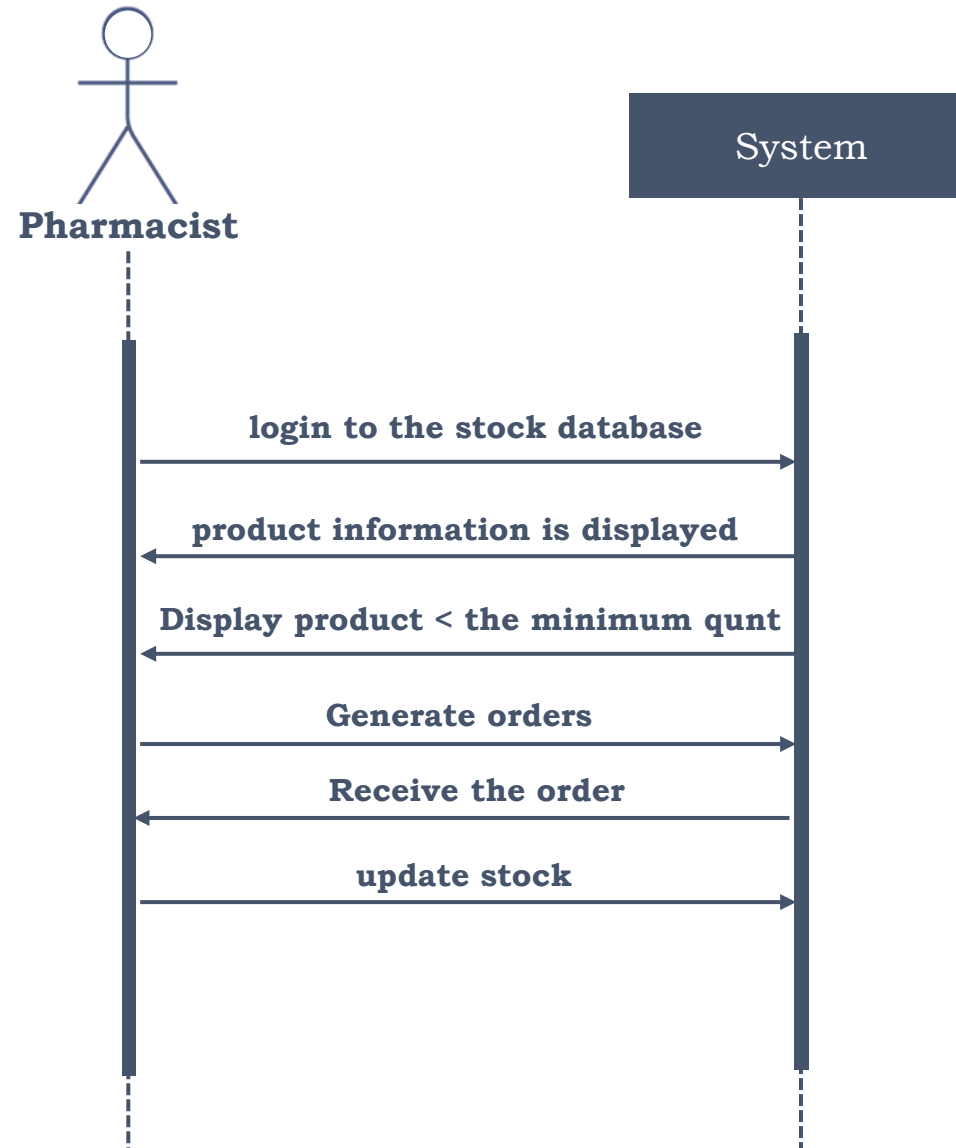 System
Pharmacist
login to the stock database
product information is displayed
Display product < the minimum qunt
Generate orders
Receive the order
update stock